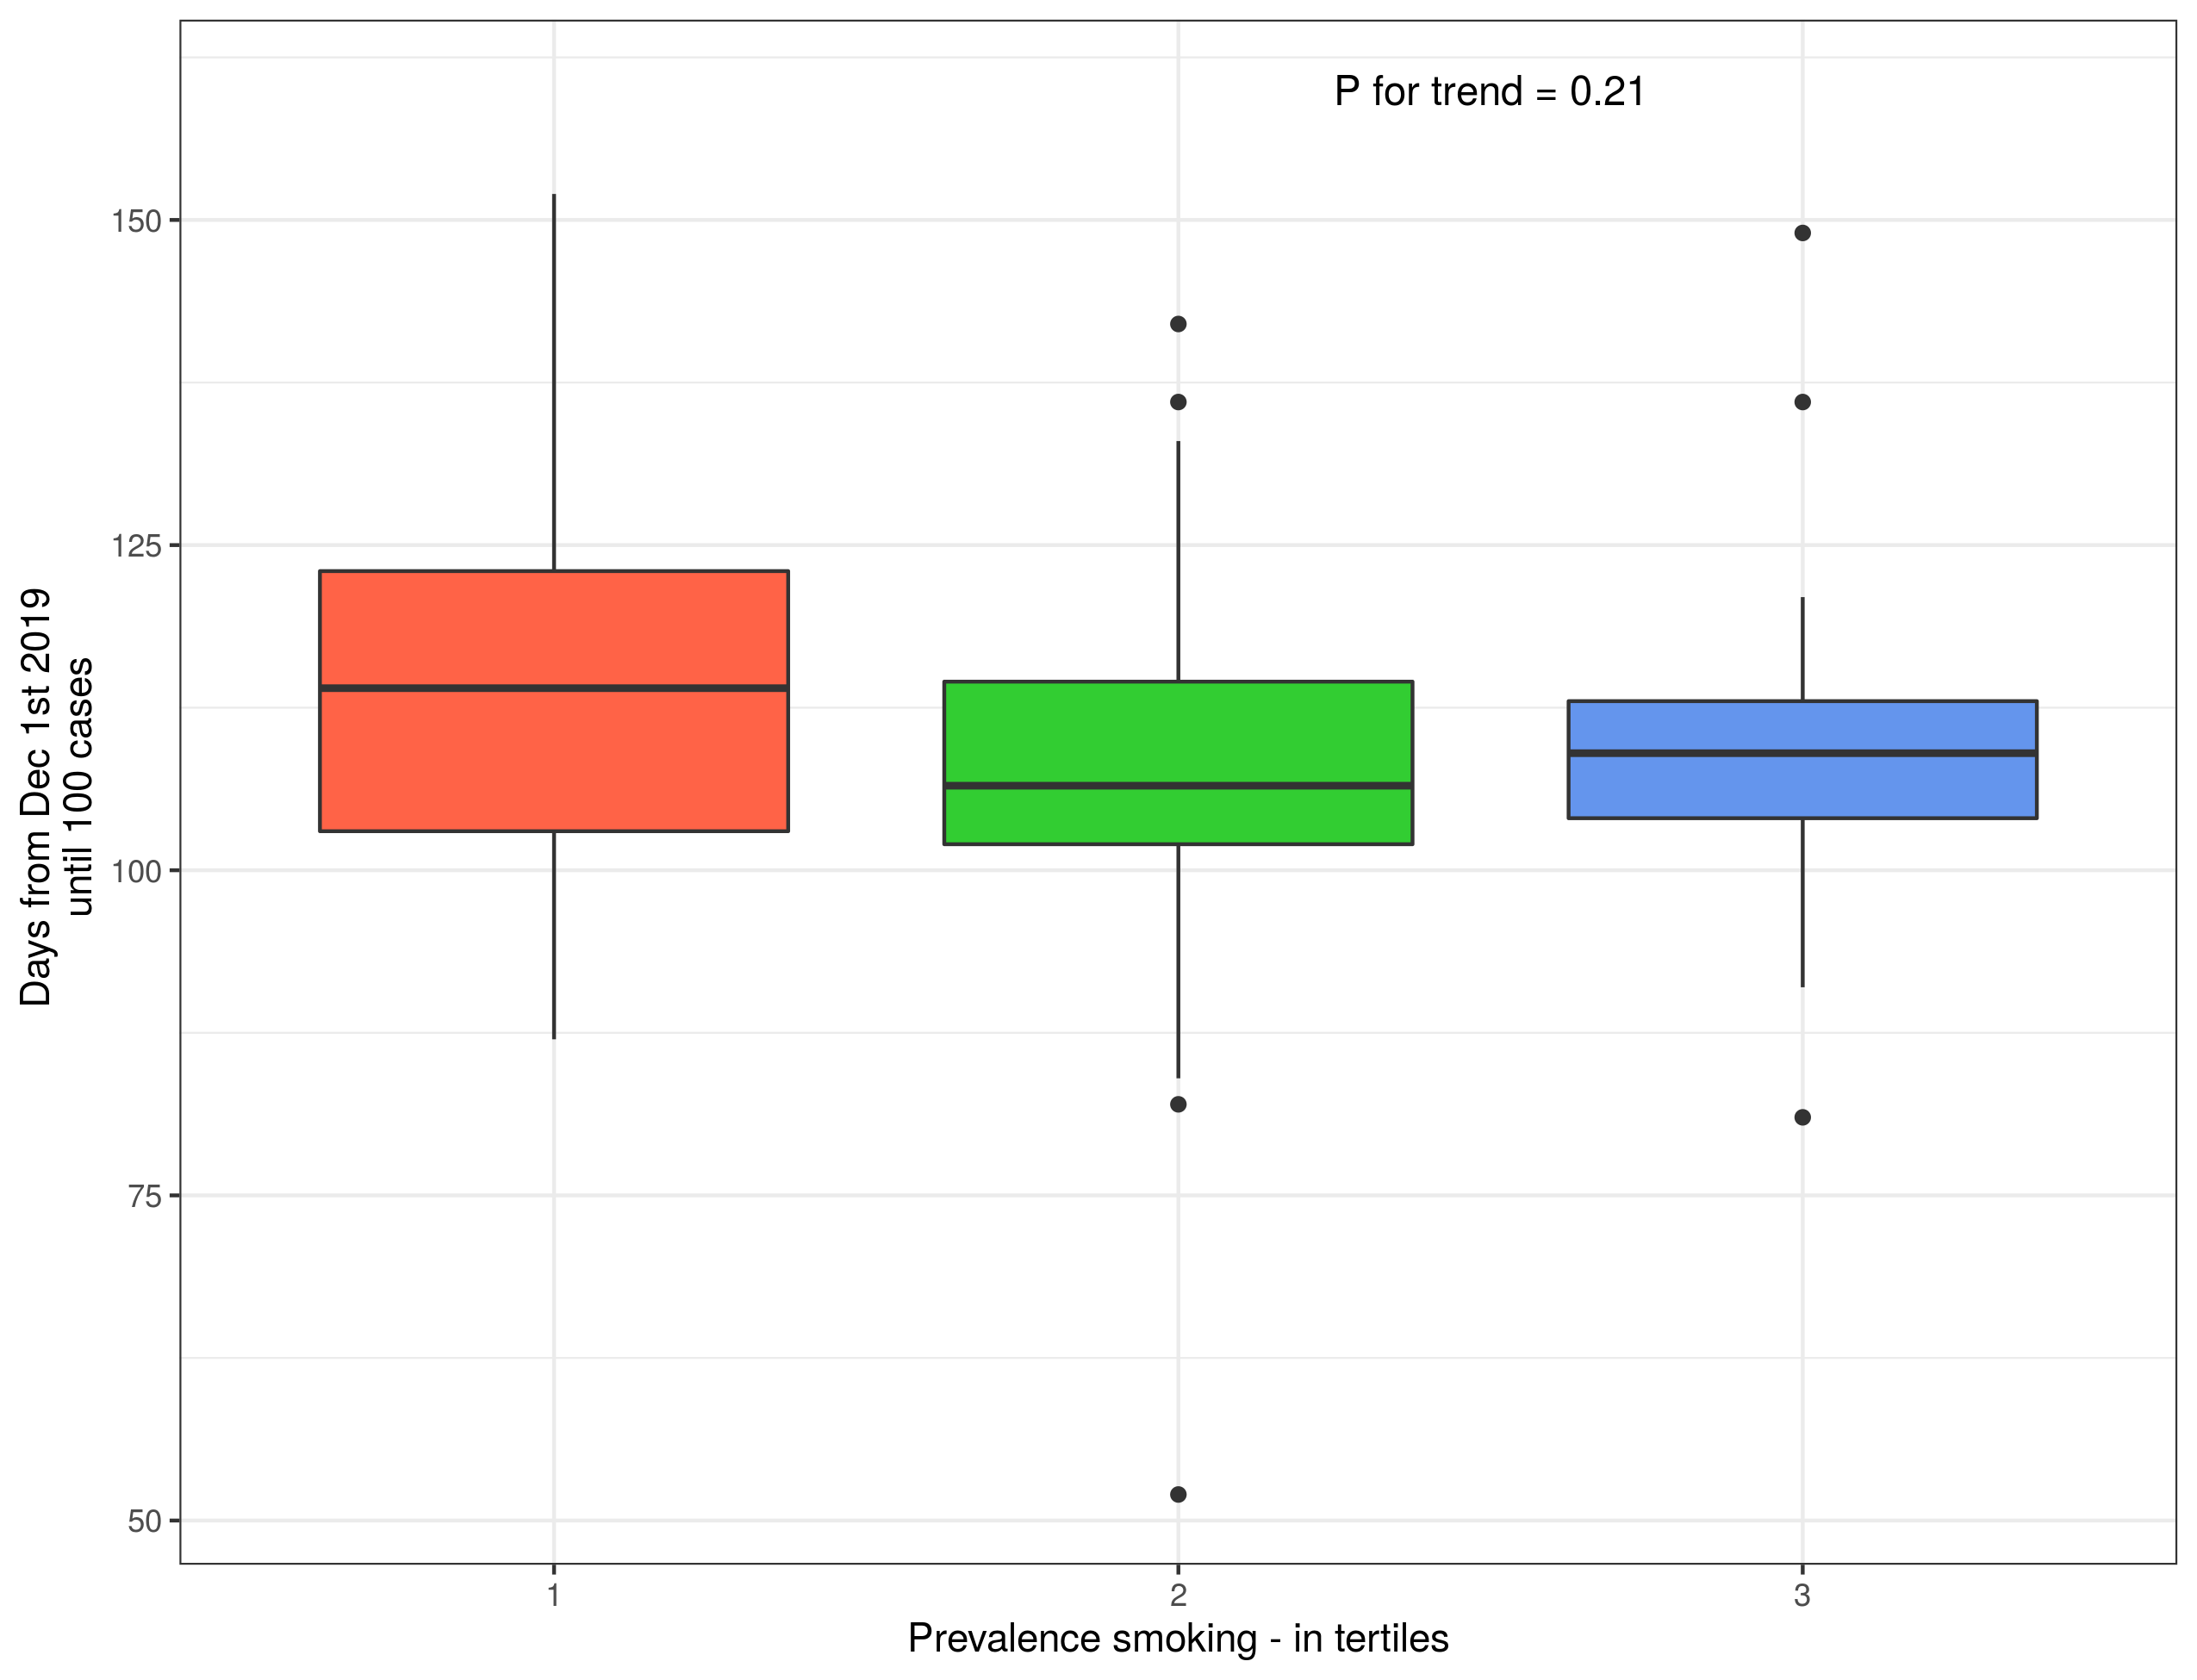 P for trend = 0.21
150
125
100
75
50
Days from Dec 1st 2019
until 100 cases
1
2
3
Prevalence smoking - in tertiles